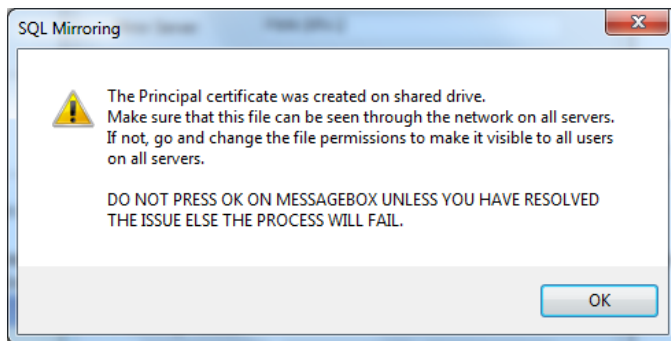 SQL Mirroring
The Principal certificate was created on shared drive.
Make sure that this file can be seen through the network on all servers.
If not, go and change the file permissions to make it visible to all users
on all servers.
DO NOT PRESS OK ON MESSAGEBOX UNLESS YOU HAVE RESOLVED
THE ISSUE ELSE THE PROCESS WILL FAIL.
OK